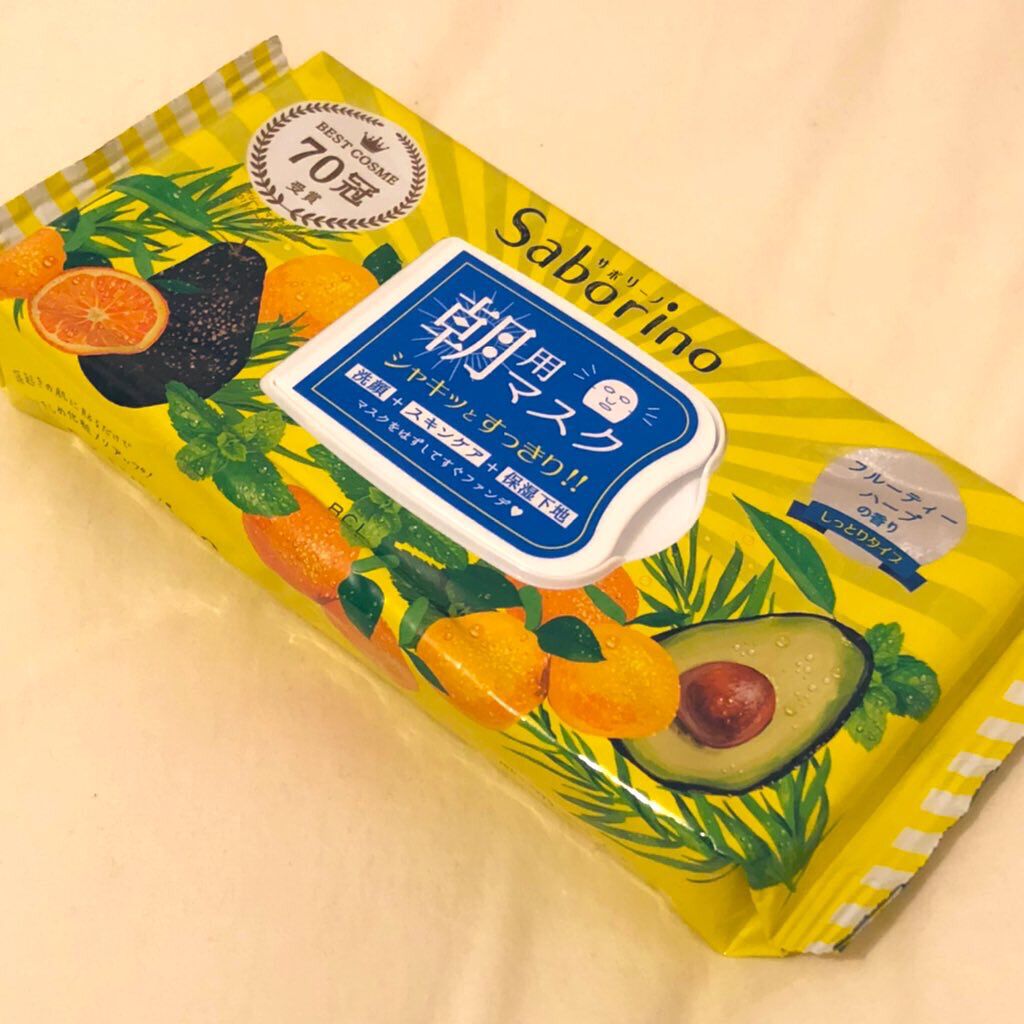 BEST COSME
70冠
受賞
Saborino
サボリーノ
朝用マスク
シャキッとすっきり!!
洗顔+スキンケア+保湿下地
マスクをはずしてすぐファンデ♥
フルーティー
ハーブ
の香り
しっとりタイプ
BCL